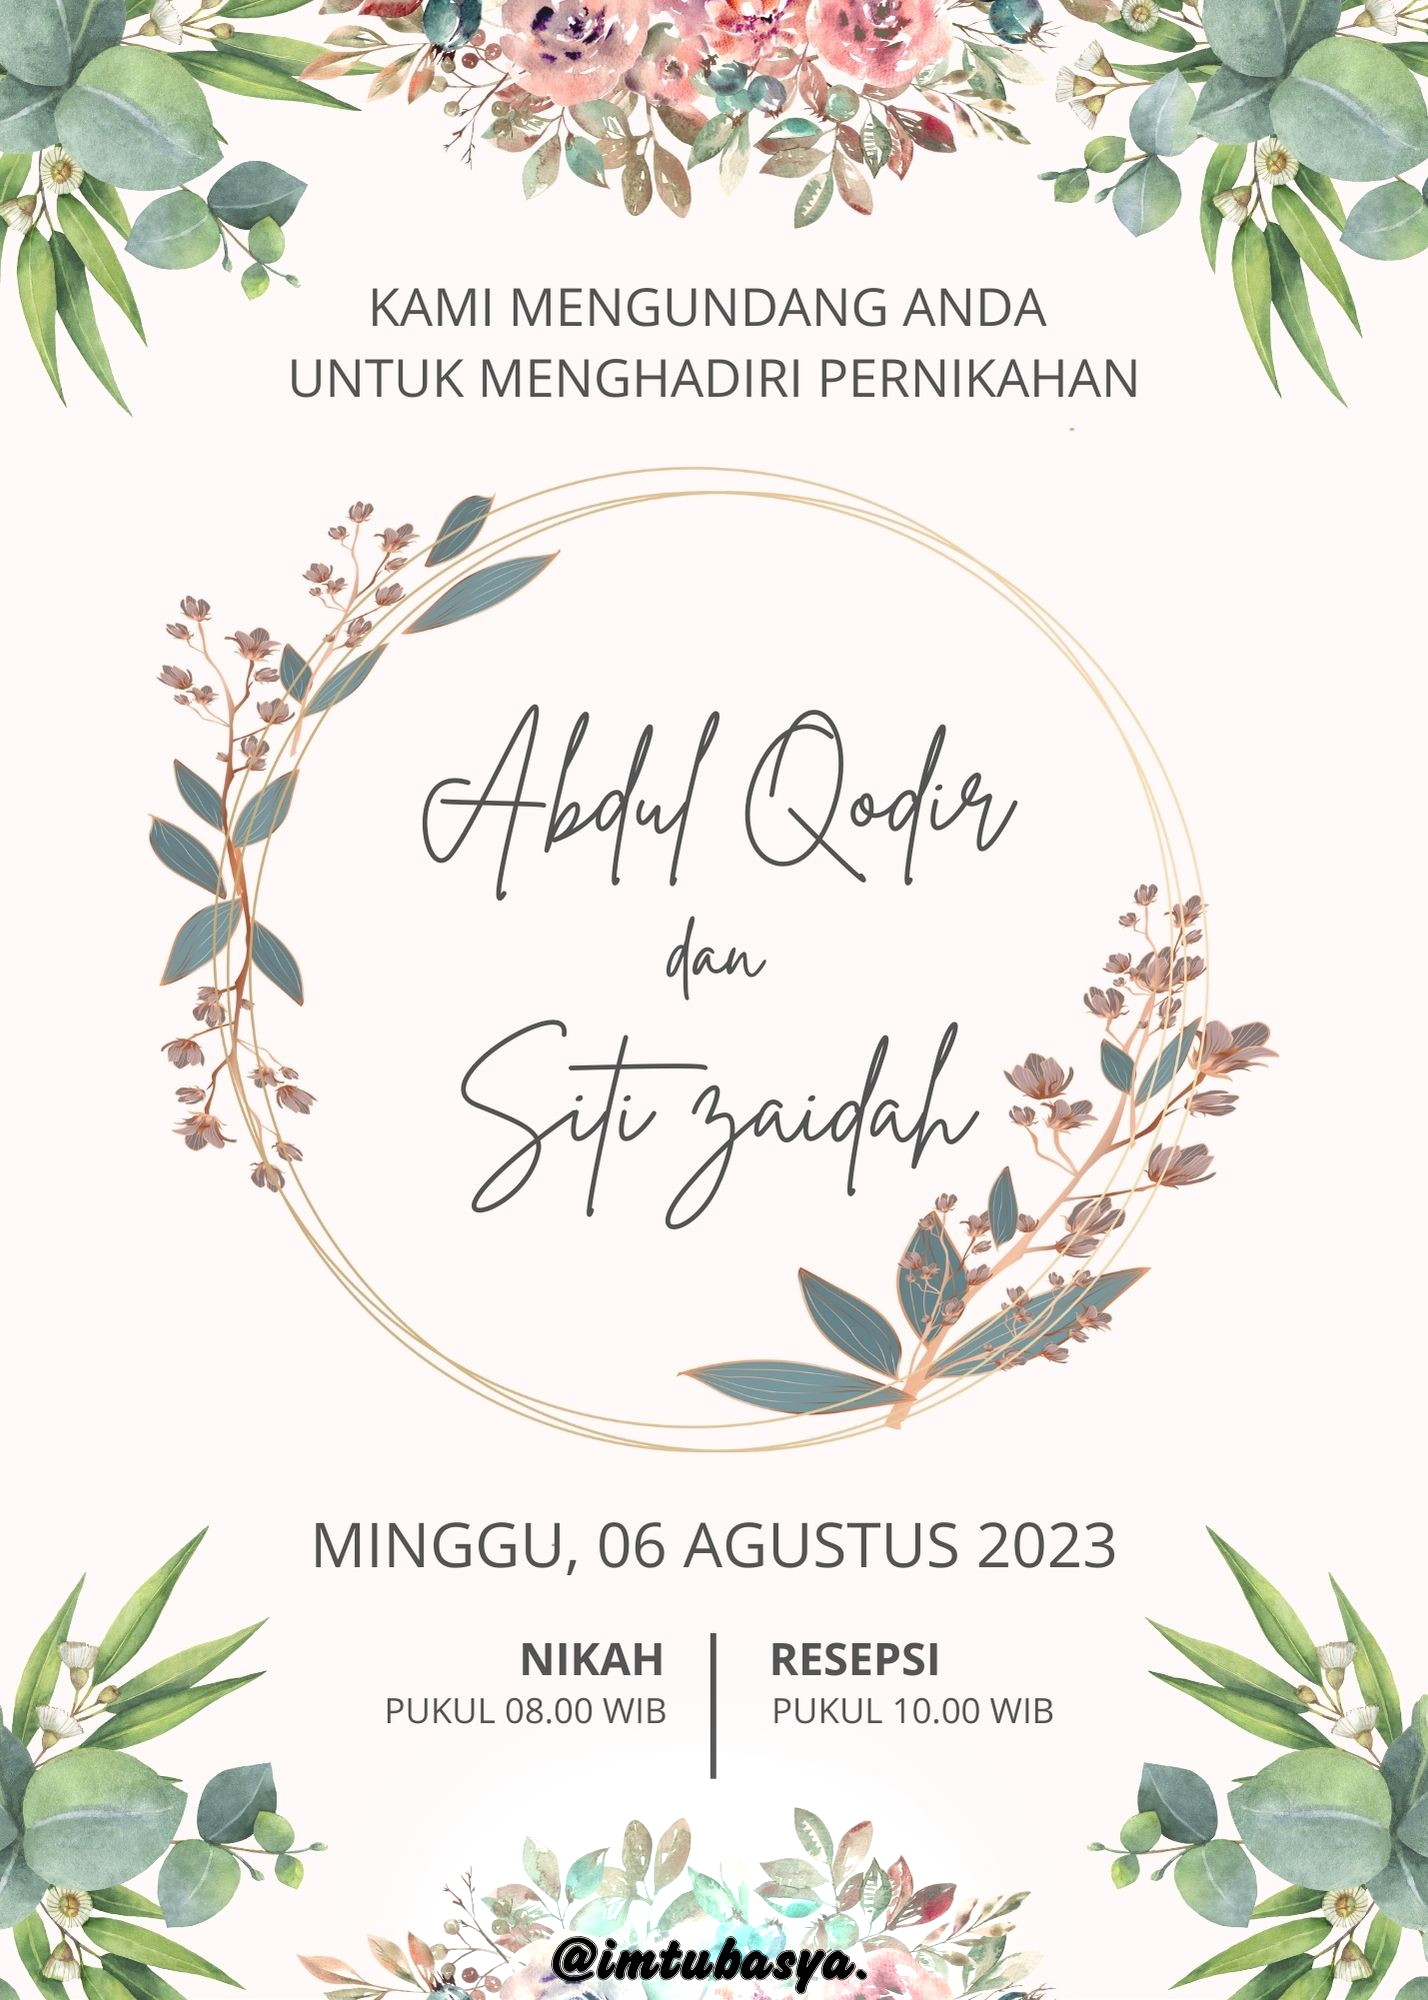 KAMI MENGUNDANG ANDA
UNTUK MENGHADIRI PERNIKAHAN
Abdul Qodir
dan
Siti zaidah
MINGGU, 06 AGUSTUS 2023
NIKAH
PUKUL 08.00 WIB
RESEPSI
PUKUL 10.00 WIB
@imtubasya.